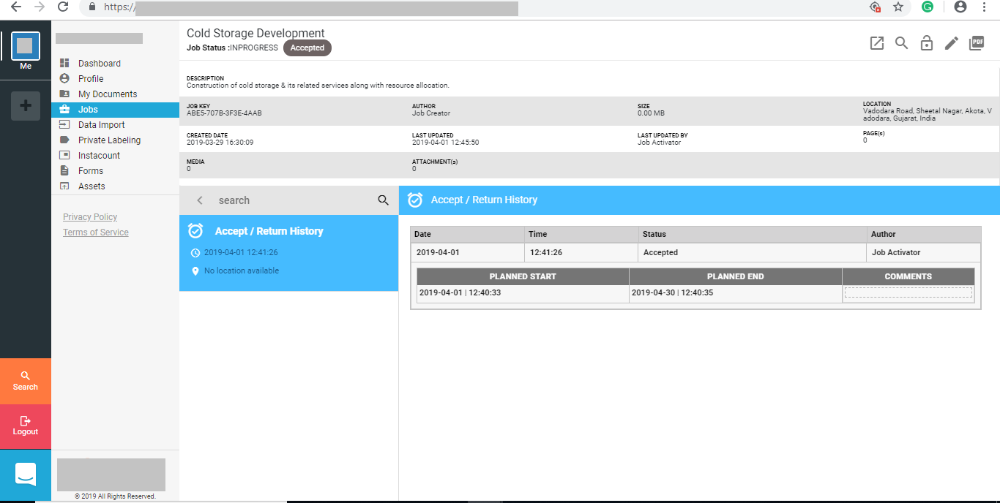 https:/
Me
Dashboard
Profile
My Documents
Jobs
Data Import
Private Labeling
Instacount
Forms
Assets
Privacy Policy
Terms of Service
Search
Logout
© 2019 All Rights Reserved.
Cold Storage Development
Job Status :INPROGRESS Accepted
PDF
DESCRIPTION
Construction of cold storage & its related services along with resource allocation.
JOB KEY
ABE5-707B-3F3E-4AAB
AUTHOR
Job Creator
SIZE
0.00 MB
LOCATION
Vadodara Road, Sheetal Nagar, Akota, V
adodara, Gujarat, India
CREATED DATE
2019-03-29 16:30:09
LAST UPDATED
2019-04-01 12:45:50
LAST UPDATED BY
Job Activator
PAGE(s)
0
MEDIA
0
ATTACHMENT(s)
0
search
Accept / Return History
2019-04-01 12:41:26
No location available
Accept / Return History
Date Time Status Author
2019-04-01 12:41:26 Accepted Job Activator
PLANNED START PLANNED END COMMENTS
2019-04-01 | 12:40:33 2019-04-30 | 12:40:35